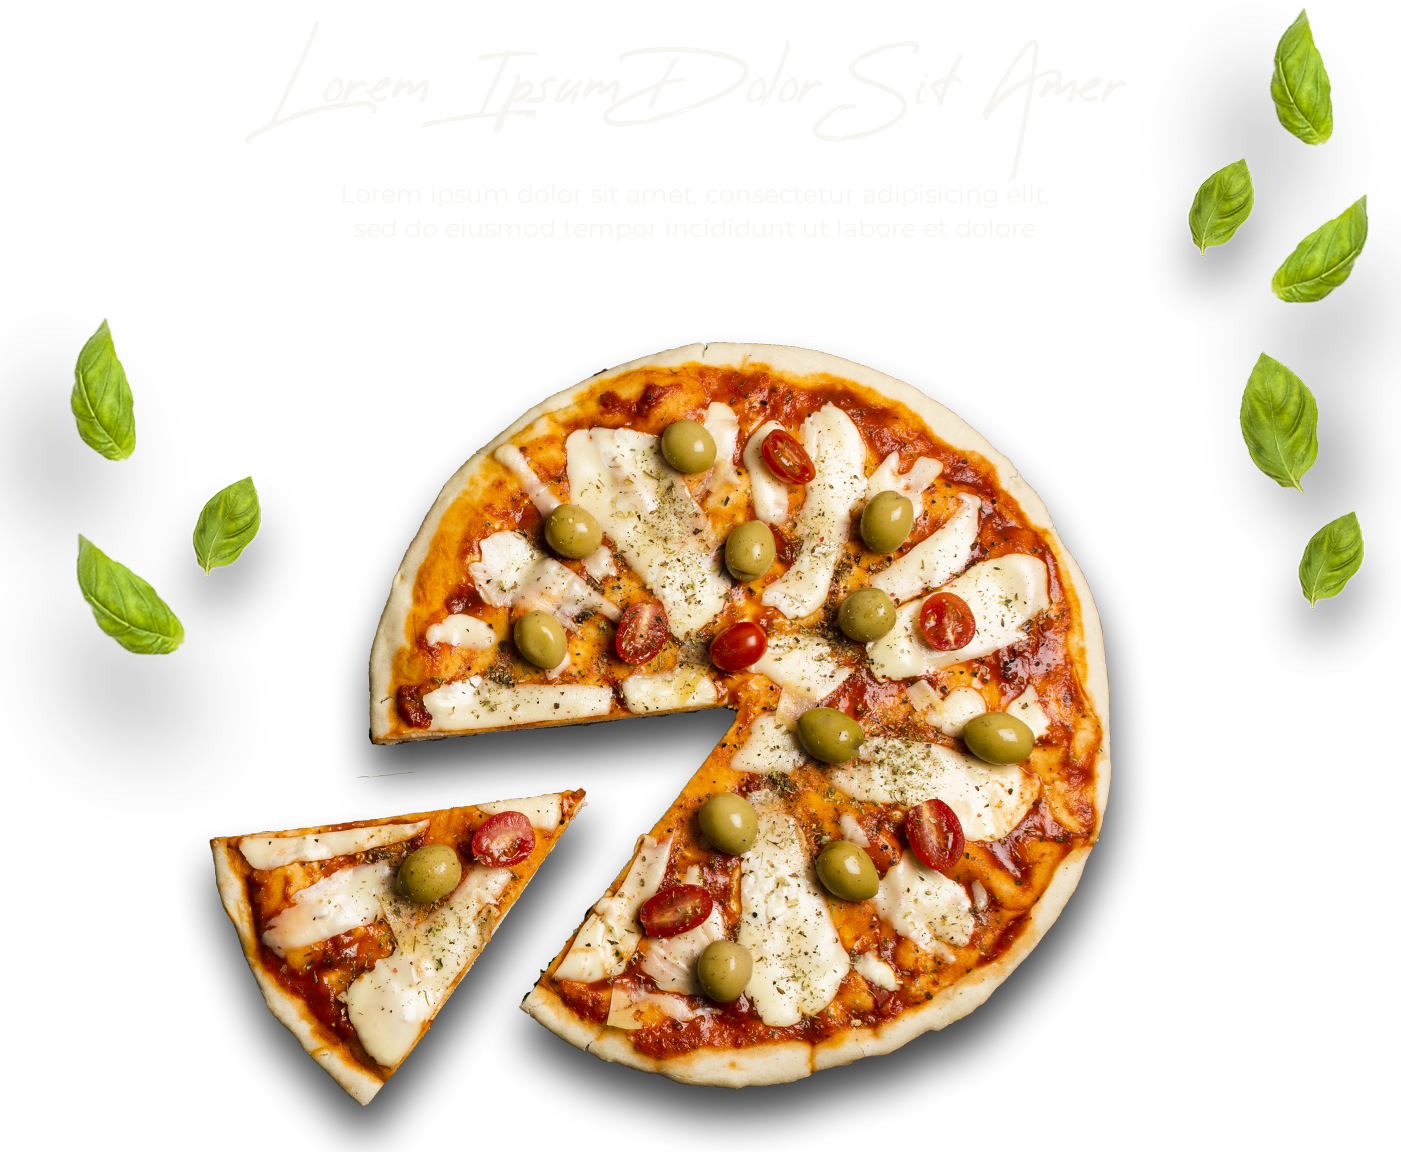 Lorem Ipsum Dolor Sit Amer
Lorem ipsum dolor sit amet, consectetur adipisicing elit,
sed do eiusmod tempor incididunt ut labore et dolore